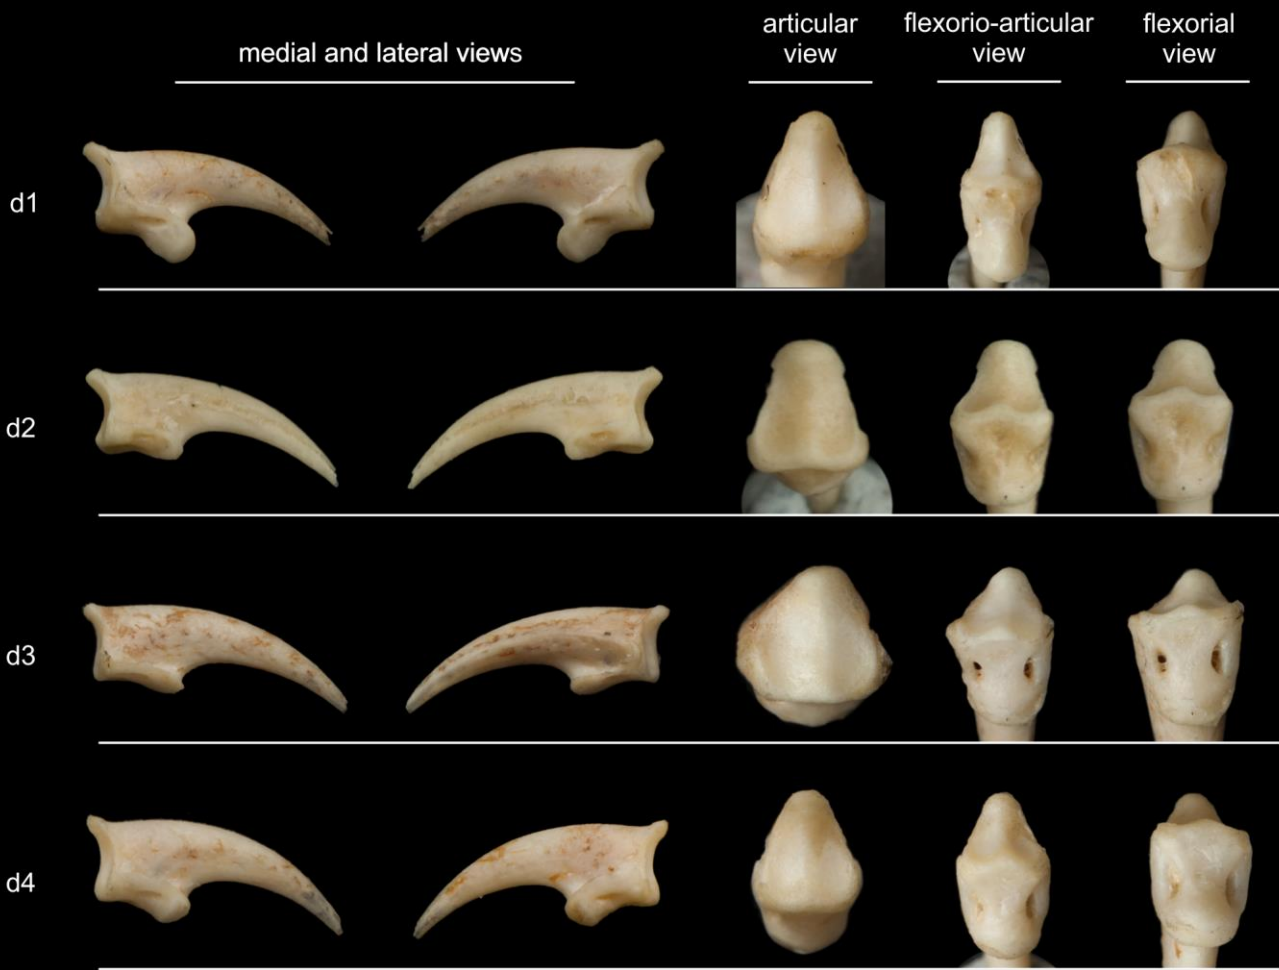 medial and lateral views
articular
view
flexorio-articular
view
flexorial
view
d1
d2
d3
d4